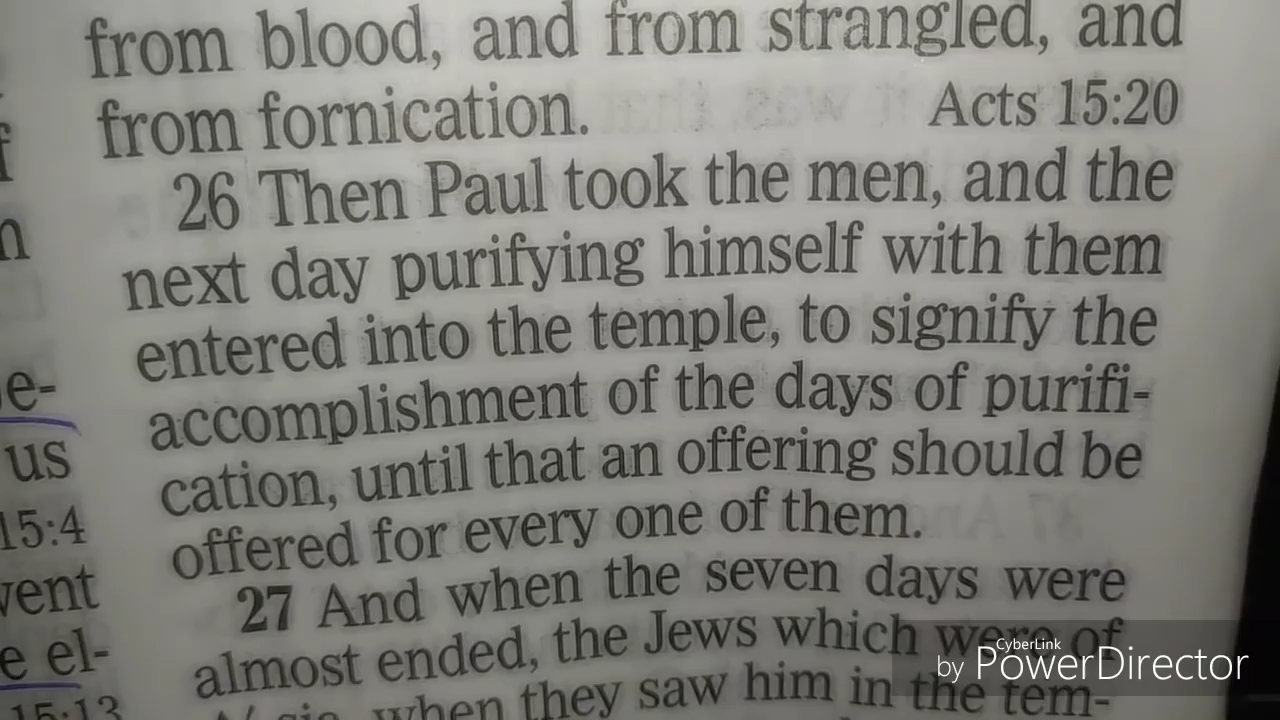 from blood, and from strangled, and
from fornication. Acts 15:20
26 Then Paul took the men, and the
next day purifying himself with them
entered into the temple, to signify the
accomplishment of the days of purifi-
cation, until that an offering should be
offered for every one of them.
27 And when the seven days were
almost ended, the Jews which were of
when they saw him in the tem-
e-
us
15:4
vent
e el-
15:13
CyberLink
by PowerDirector